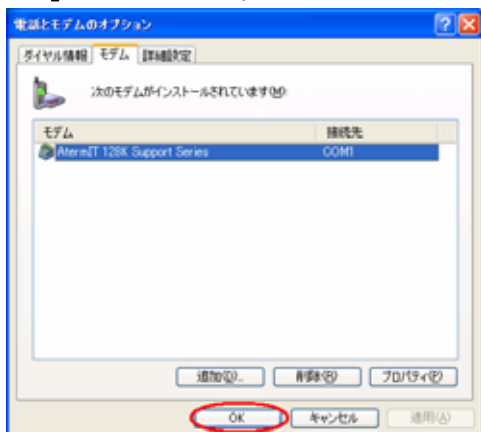 電話とモデムのオプション
ダイヤル情報 モデム 詳細設定
次のモデムがインストールされています(M):
モデム 接続先
AtermIT 128K Support Series COM1
追加(D)... 削除(R) プロパティ(P)
OK キャンセル 適用(A)